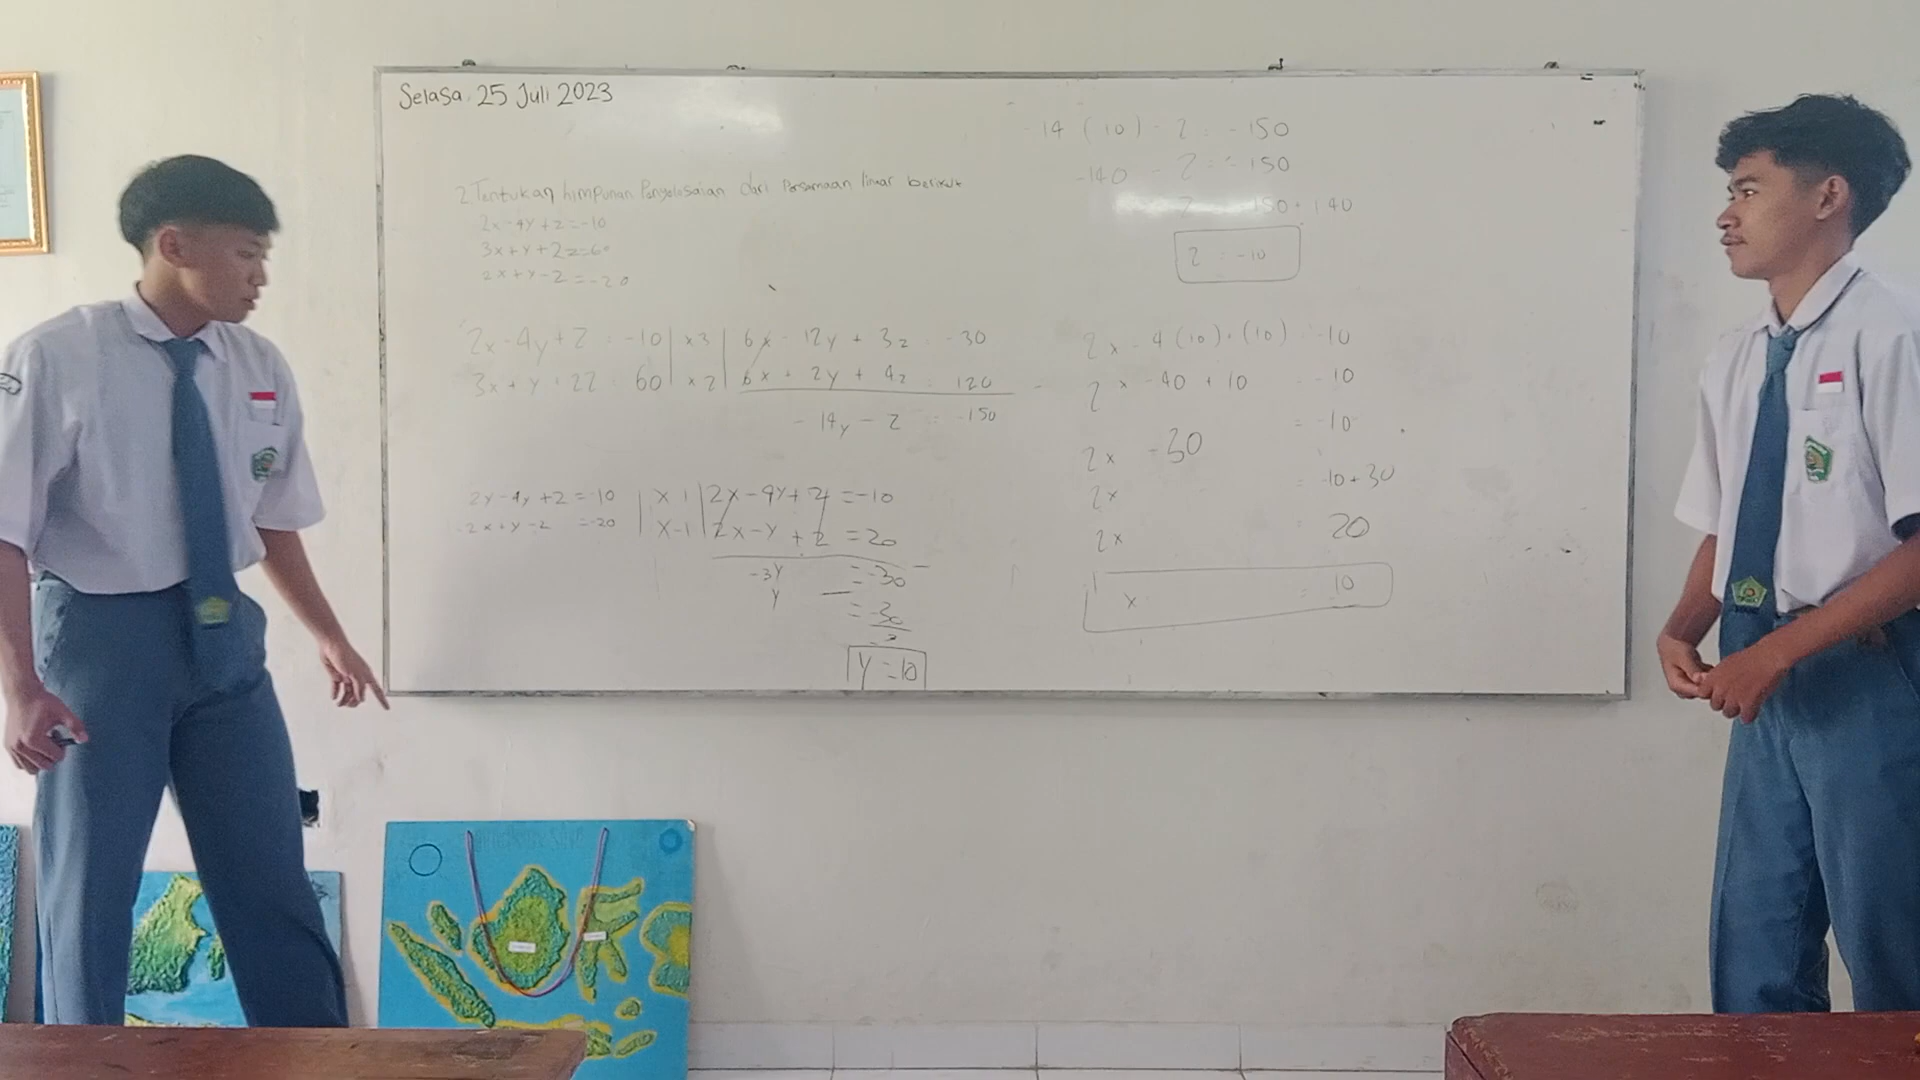 Selasa, 25 Juli 2023
2. Tentukan himpunan Penyelesaian dari Persamaan linear berikut
2x-4y+z=-10
3x+y+2z=60
2x+y-z=-20
2x-4y+z = -10 | x3 | 6x - 12y + 3z = -30
3x+y+2z = 60 | x2 | 6x + 2y + 4z = 120 -
-14y - z = -150
2y-4y+z=-10 | x 1 | 2x-4y+z =-10
-2x+y-z =-20 | x-1 | 2x-y+z =20
-3y =-30
y =-30
y=10
-14 (10) - z = -150
-140 - z = -150
z = 150+140
z = -10
2x - 4(10)+(10) = -10
2x -40 + 10 = -10
2x -30 = -10
2x = -10+30
2x = 20
x = 10